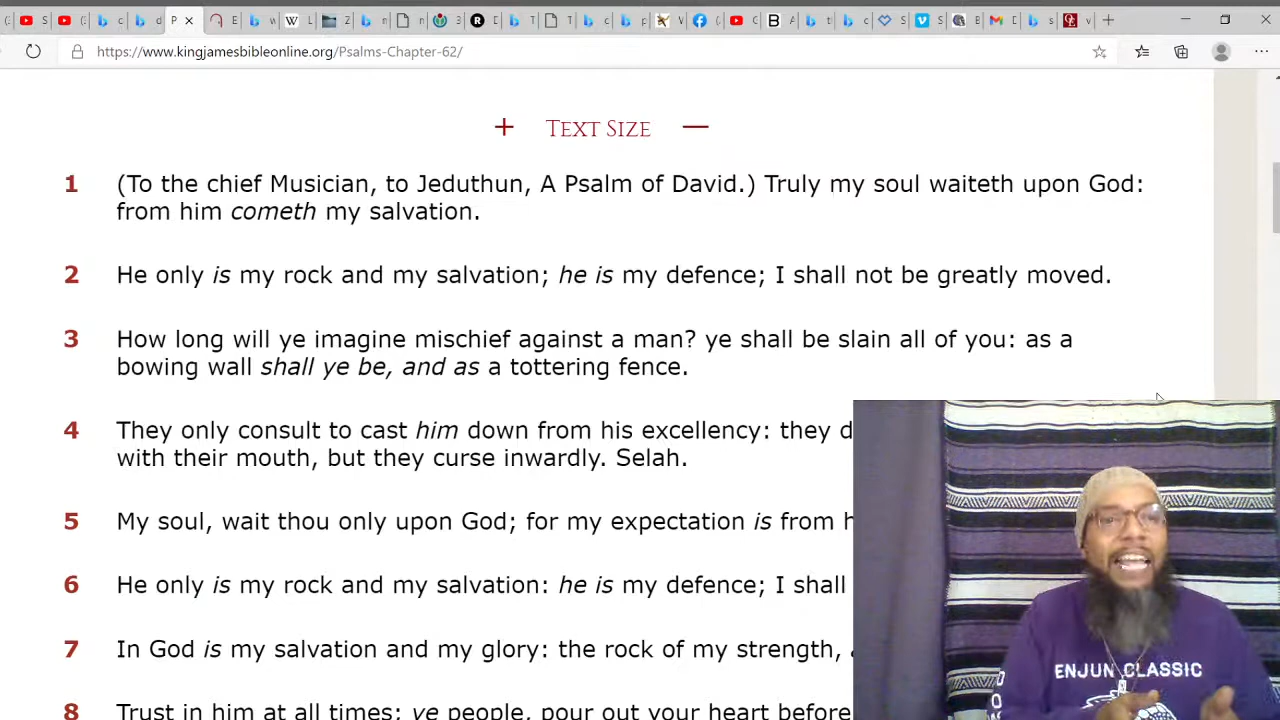 https://www.kingjamesbibleonline.org/Psalms-Chapter-62/
+ TEXT SIZE —
1 (To the chief Musician, to Jeduthun, A Psalm of David.) Truly my soul waiteth upon God:
from him cometh my salvation.
2 He only is my rock and my salvation; he is my defence; I shall not be greatly moved.
3 How long will ye imagine mischief against a man? ye shall be slain all of you: as a
bowing wall shall ye be, and as a tottering fence.
4 They only consult to cast him down from his excellency: they d
with their mouth, but they curse inwardly. Selah.
5 My soul, wait thou only upon God; for my expectation is from h
6 He only is my rock and my salvation: he is my defence; I shall
7 In God is my salvation and my glory: the rock of my strength,
8 Trust in him at all times; ye people, pour out your heart before
ENJUN CLASSIC